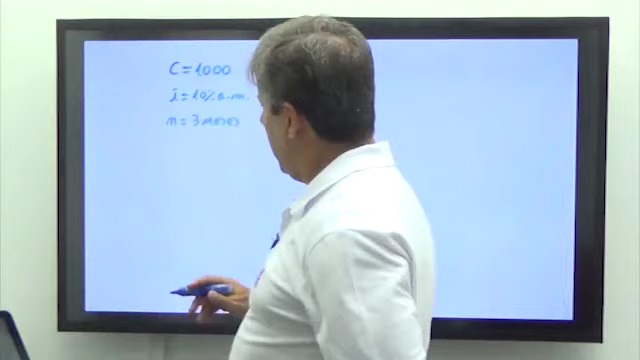 C = 1000
i = 10% a.m.
n = 3 meses